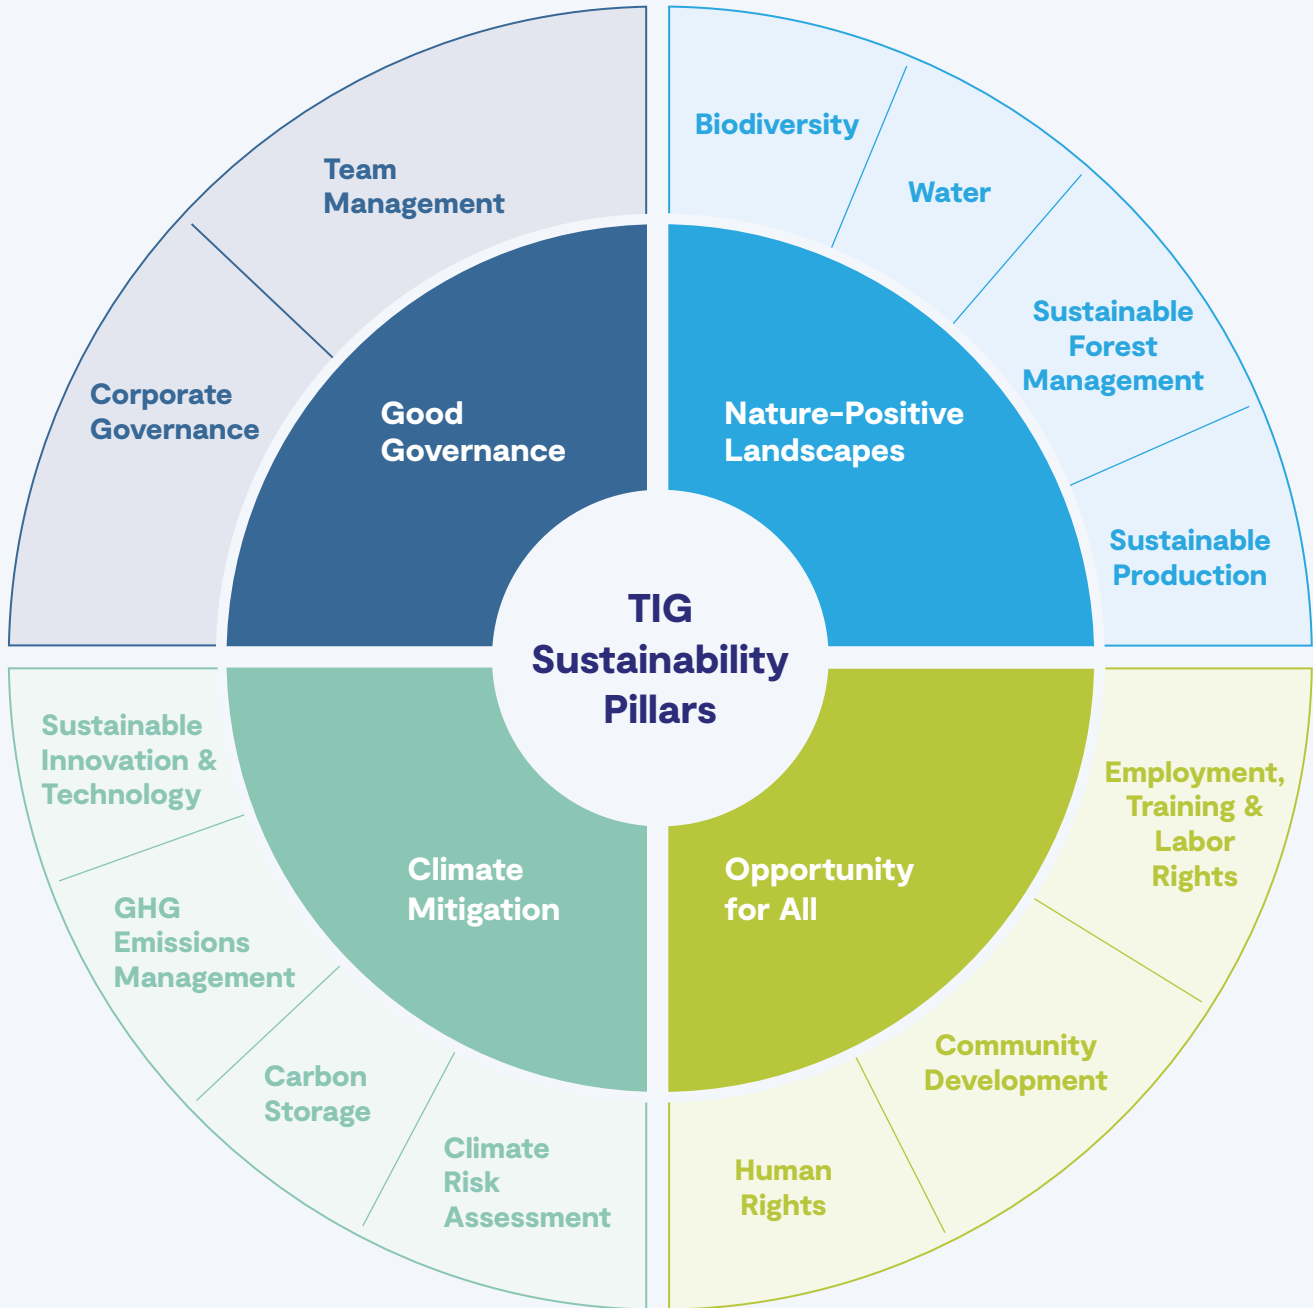 TIG
Sustainability
Pillars
Good
Governance
Team
Management
Corporate
Governance
Nature-Positive
Landscapes
Biodiversity
Water
Sustainable
Forest
Management
Sustainable
Production
Opportunity
for All
Employment,
Training &
Labor
Rights
Community
Development
Human
Rights
Climate
Mitigation
Climate
Risk
Assessment
Carbon
Storage
GHG
Emissions
Management
Sustainable
Innovation &
Technology